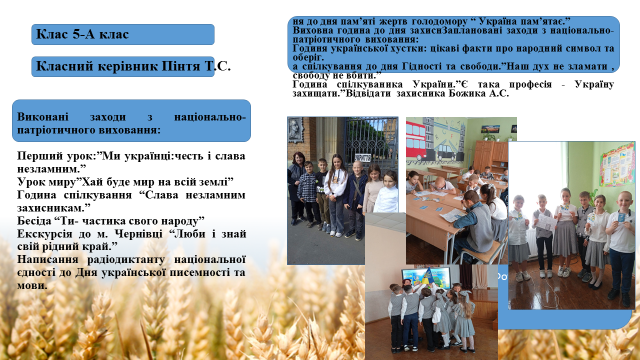 Клас 5-А клас
Класний керівник Пінтя Т.С.
Виконані заходи з національно-
патріотичного виховання:
Перший урок:”Ми українці:честь і слава
незламним.”
Урок миру”Хай буде мир на всій землі”
Година спілкування “Слава незламним
захисникам.”
Бесіда “Ти- частика свого народу”
Екскурсія до м. Чернівці “Люби і знай
свій рідний край.”
Написання радіодиктанту національної
єдності до Дня української писемності та
мови.
ня до дня пам’яті жертв голодомору “ Україна пам’ятає.”
Виховна година до дня захиснЗаплановані заходи з національно-
патріотичного виховання:
Година української хустки: цікаві факти про народний символ та
оберіг.
а спілкування до дня Гідності та свободи.”Наш дух не зламати ,
свободу не вбити.”
Година спілкуваника України.”Є така професія - Україну
захищати.”Відвідати захисника Божика А.С.